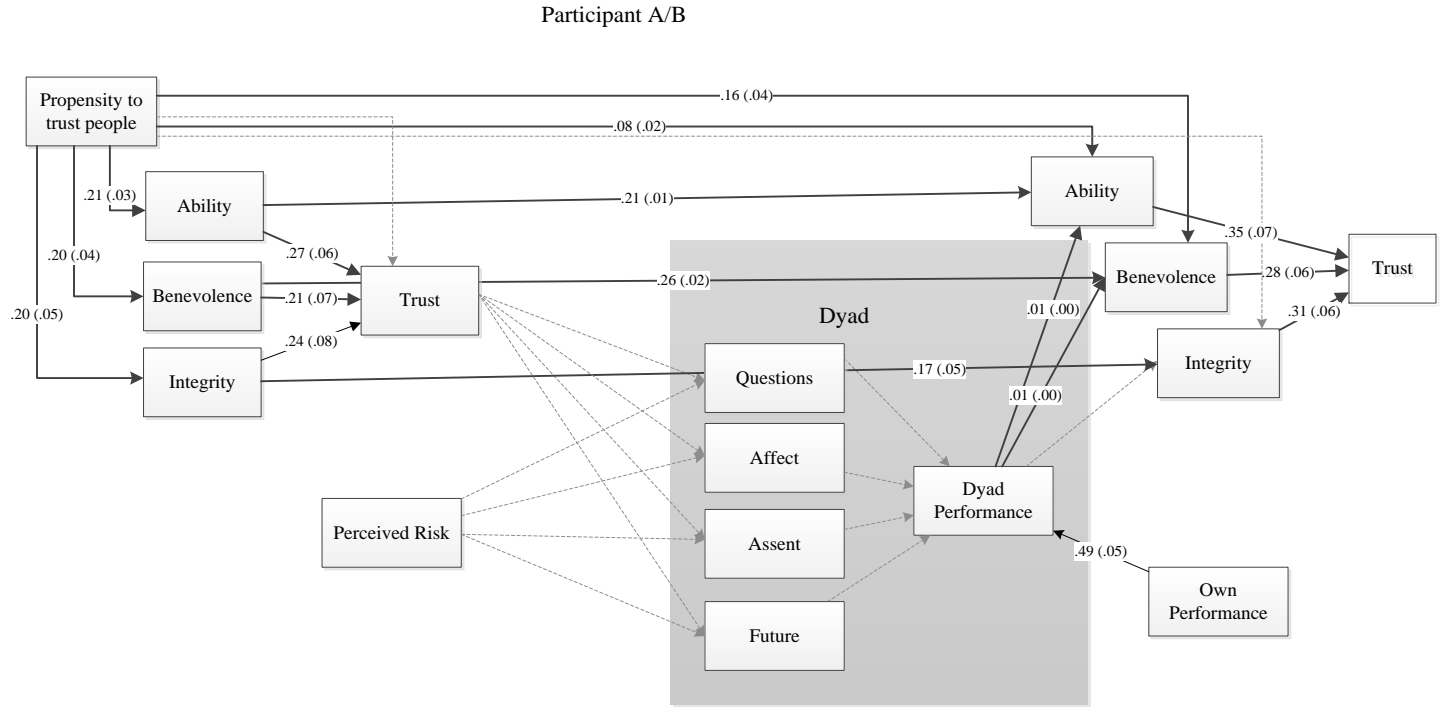 Participant A/B
Propensity to
trust people
.16 (.04)
.08 (.02)
.21 (.03)
Ability
.21 (.01)
Ability
.20 (.04)
.27 (.06)
.35 (.07)
Benevolence
.21 (.07)
Trust
.26 (.02)
Benevolence
.28 (.06)
Trust
.20 (.05)
.24 (.08)
Dyad
.01 (.00)
.31 (.06)
Integrity
Questions
.17 (.05)
Integrity
.01 (.00)
Affect
Dyad
Performance
Perceived Risk
Assent
.49 (.05)
Own
Performance
Future